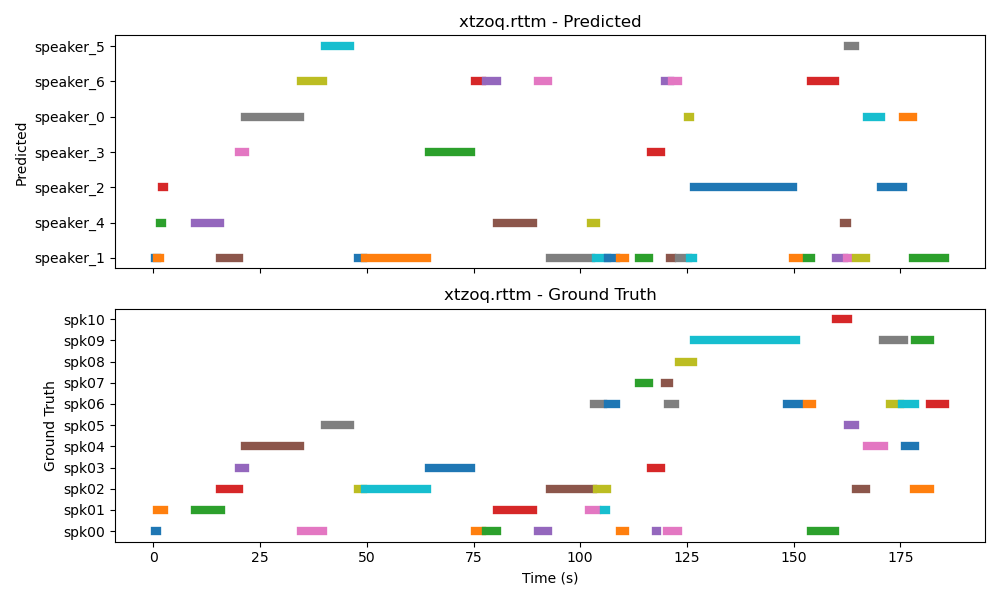 xtzoq.rttm - Predicted
Predicted
speaker_5
speaker_6
speaker_0
speaker_3
speaker_2
speaker_4
speaker_1
xtzoq.rttm - Ground Truth
Ground Truth
spk10
spk09
spk08
spk07
spk06
spk05
spk04
spk03
spk02
spk01
spk00
0 25 50 75 100 125 150 175
Time (s)